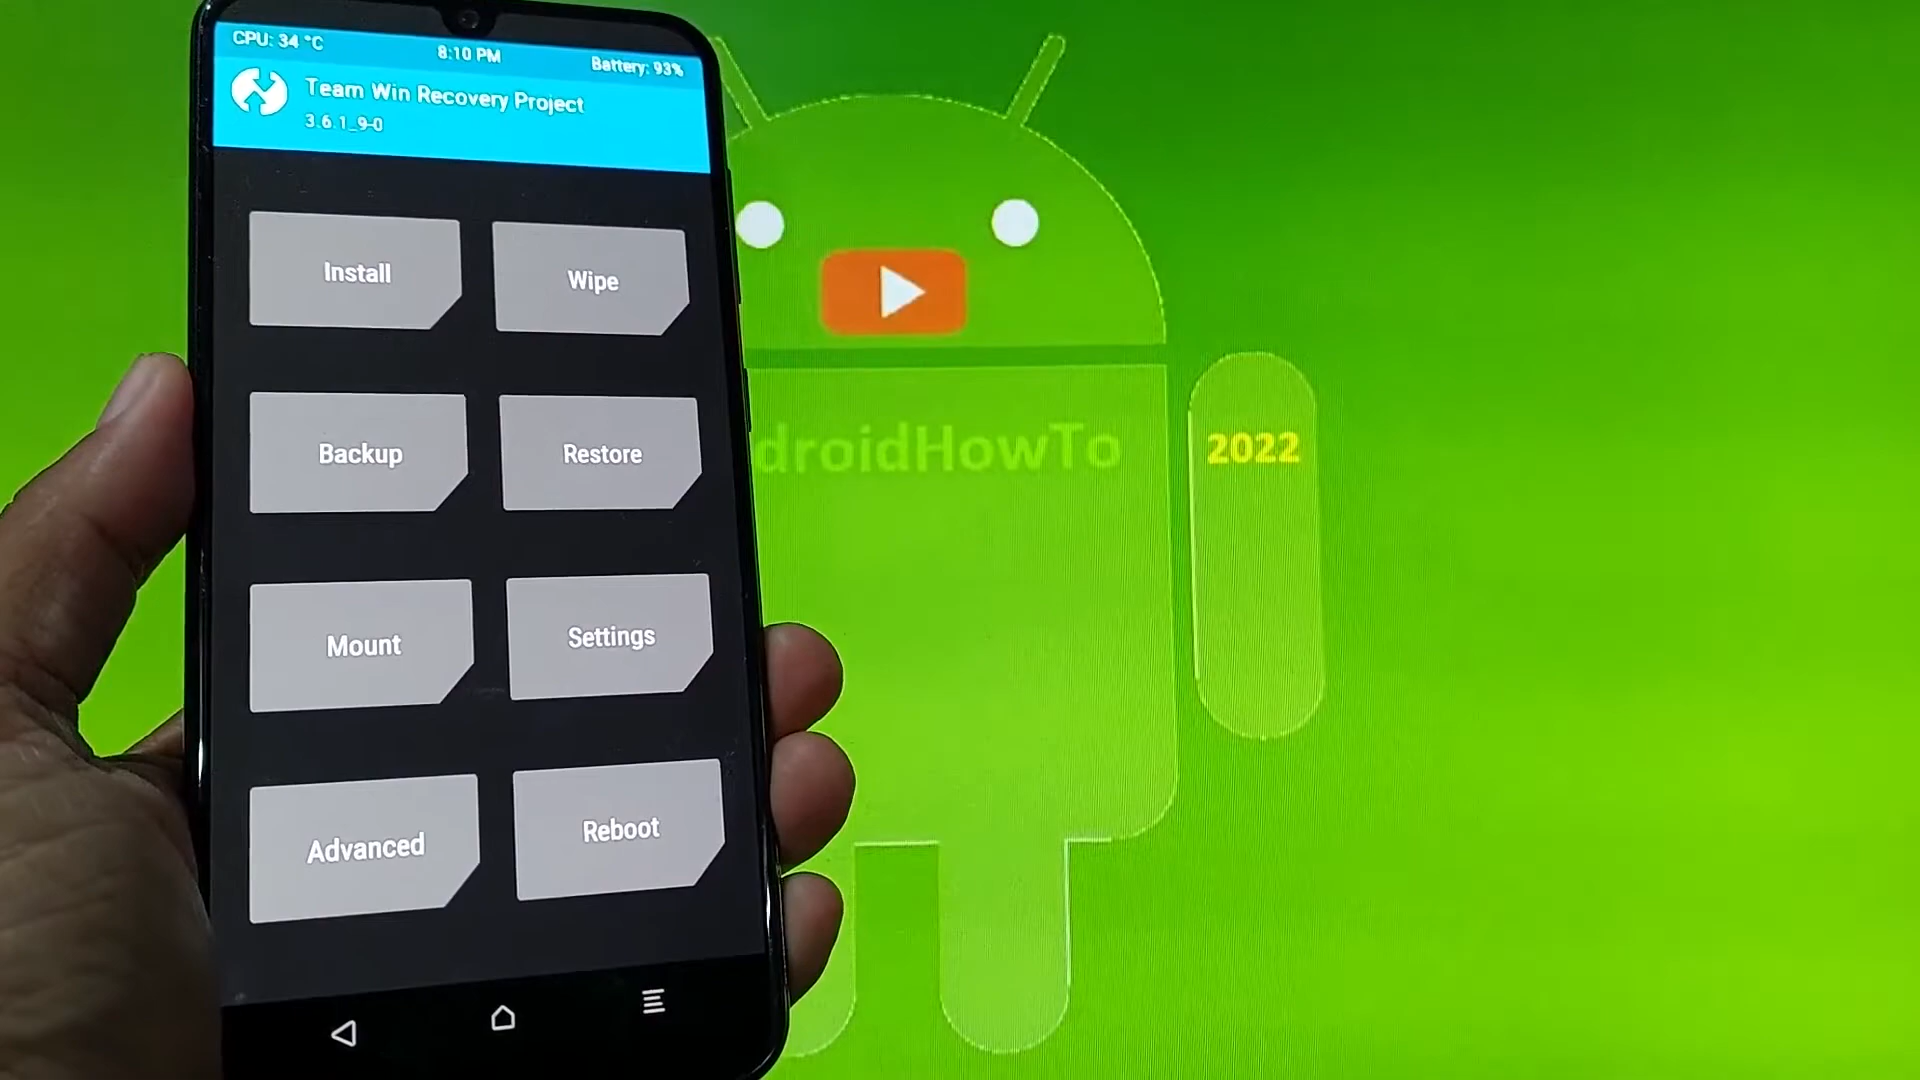 CPU: 34 °C
8:10 PM
Battery: 93%
Team Win Recovery Project
3.6.1_9-0
Install
Wipe
Backup
Restore
Mount
Settings
Advanced
Reboot
droidHowTo
2022